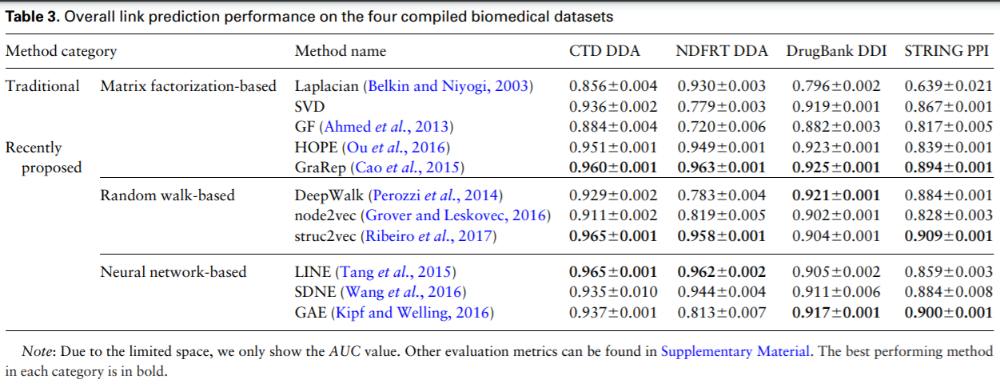 Table 3. Overall link prediction performance on the four compiled biomedical datasets
Method category Method name CTD DDA NDFRT DDA DrugBank DDI STRING PPI
Traditional Matrix factorization-based Laplacian (Belkin and Niyogi, 2003) 0.856±0.004 0.930±0.003 0.796±0.002 0.639±0.021
SVD 0.936±0.002 0.779±0.003 0.919±0.001 0.867±0.001
GF (Ahmed et al., 2013) 0.884±0.004 0.720±0.006 0.882±0.003 0.817±0.005
Recently HOPE (Ou et al., 2016) 0.951±0.001 0.949±0.001 0.923±0.001 0.839±0.001
proposed GraRep (Cao et al., 2015) 0.960±0.001 0.963±0.001 0.925±0.001 0.894±0.001
Random walk-based DeepWalk (Perozzi et al., 2014) 0.929±0.002 0.783±0.004 0.921±0.001 0.884±0.001
node2vec (Grover and Leskovec, 2016) 0.911±0.002 0.819±0.005 0.902±0.001 0.828±0.003
struc2vec (Ribeiro et al., 2017) 0.965±0.001 0.958±0.001 0.904±0.001 0.909±0.001
Neural network-based LINE (Tang et al., 2015) 0.965±0.001 0.962±0.002 0.905±0.002 0.859±0.003
SDNE (Wang et al., 2016) 0.935±0.010 0.944±0.004 0.911±0.006 0.884±0.008
GAE (Kipf and Welling, 2016) 0.937±0.001 0.813±0.007 0.917±0.001 0.900±0.001
Note: Due to the limited space, we only show the AUC value. Other evaluation metrics can be found in Supplementary Material. The best performing method
in each category is in bold.